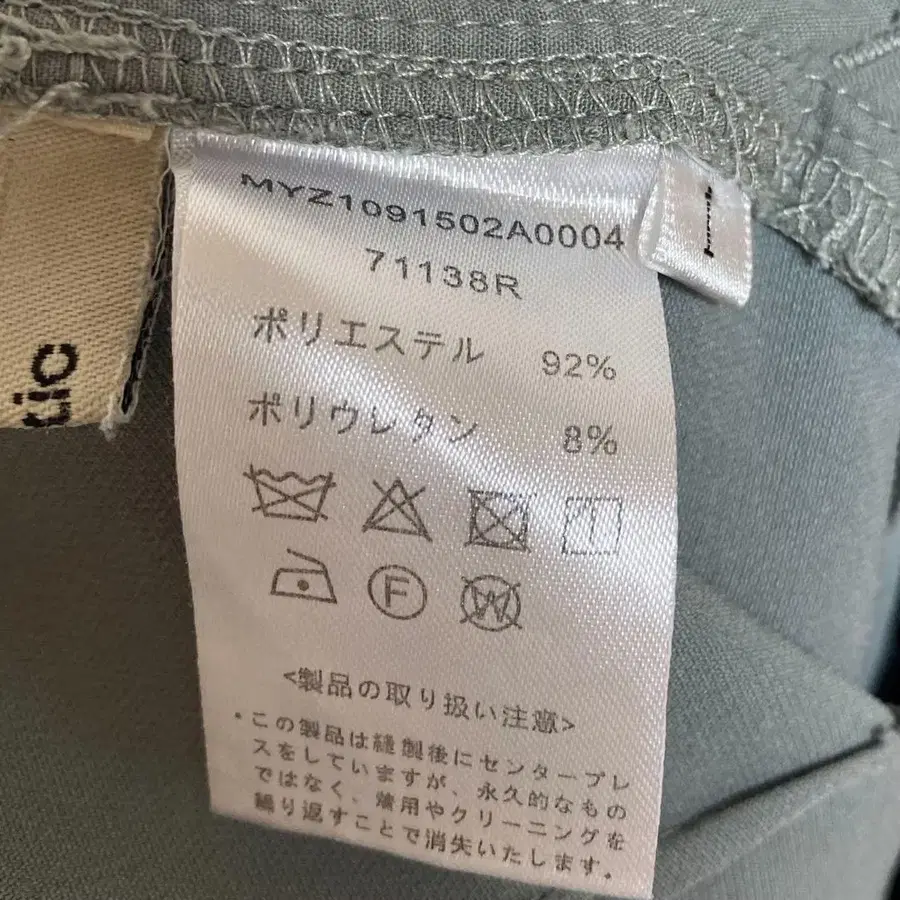 MYZ1091502A0004
71138R
ポリエステル 92%
ポリウレタン 8%
F
W
<製品の取り扱い注意>
・この製品は縫製後にセンタープレ
スをしていますが、永久的なもの
ではなく、着用やクリーニングを
繰り返すことで消失いたします。
tic